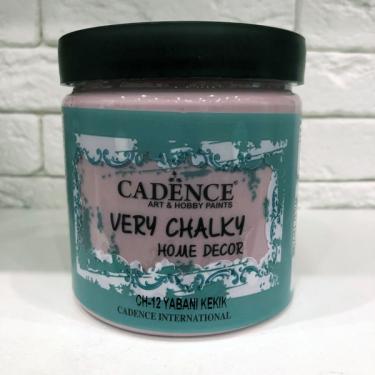 CADENCE
ART & HOBBY PAINTS
VERY CHALKY
HOME DECOR
CH-12 YABANI KEKIK
CADENCE INTERNATIONAL